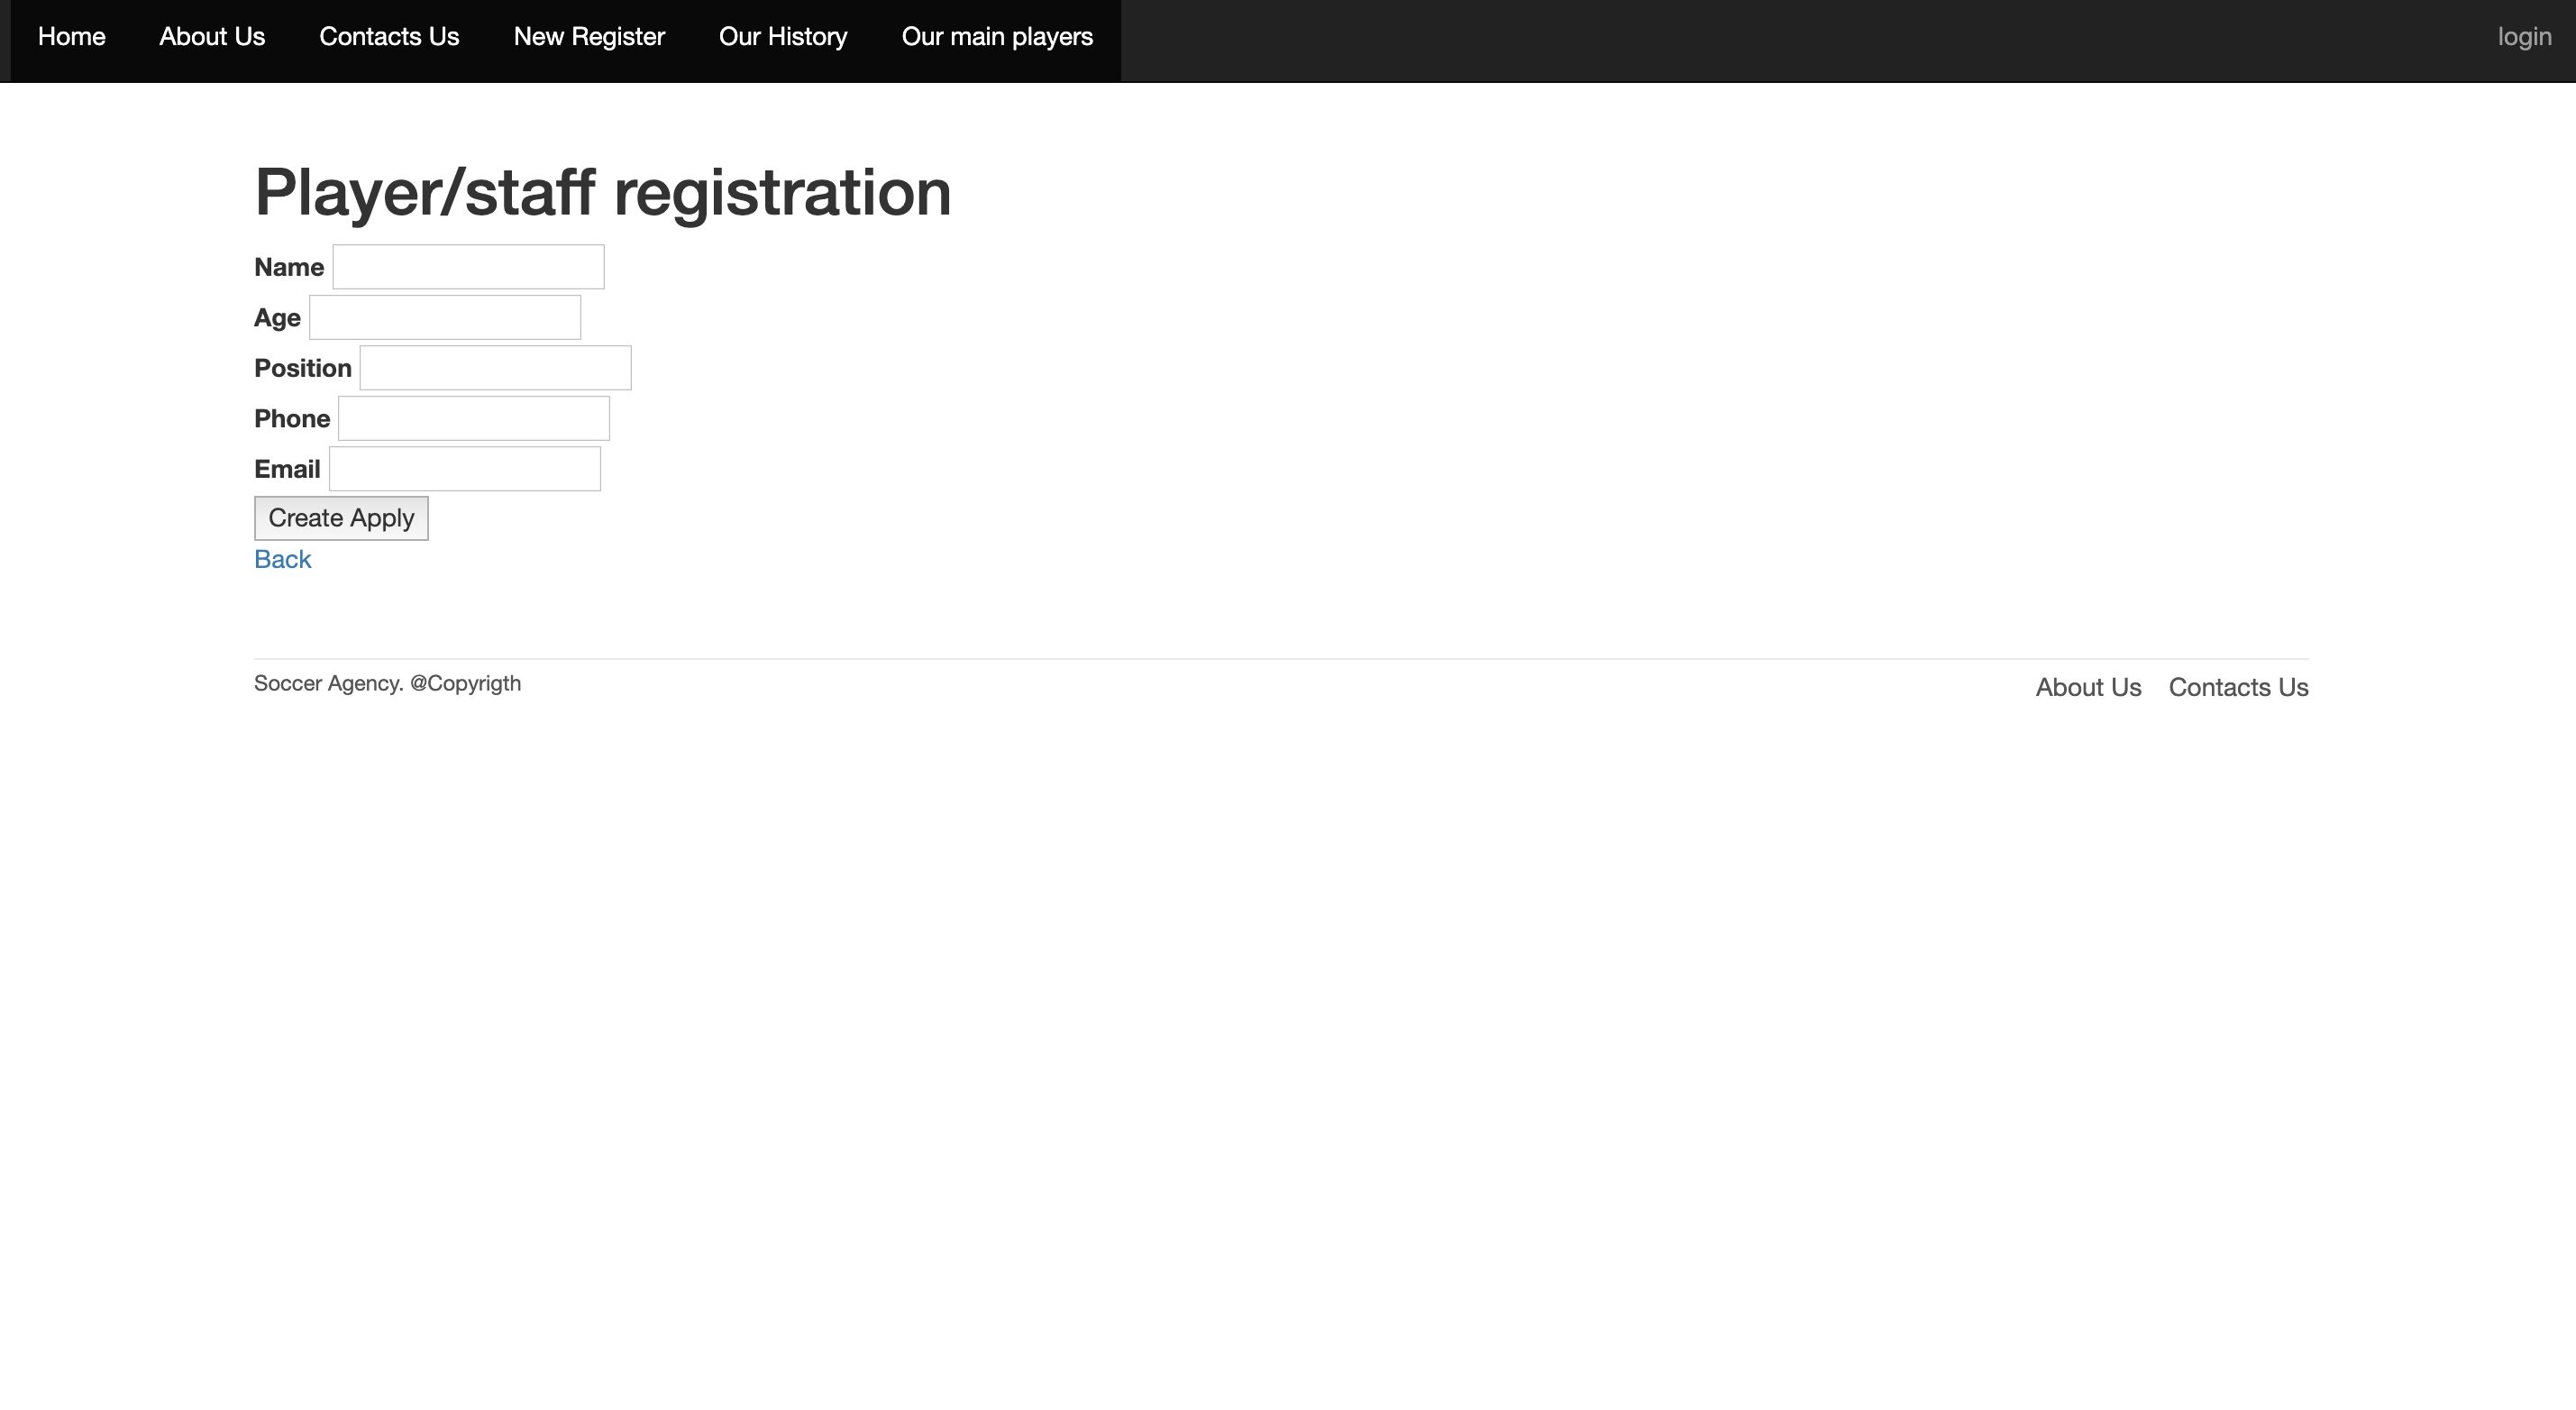 Home About Us Contacts Us New Register Our History Our main players login
Player/staff registration
Name
Age
Position
Phone
Email
Create Apply
Back
Soccer Agency. @Copyrigth About Us Contacts Us